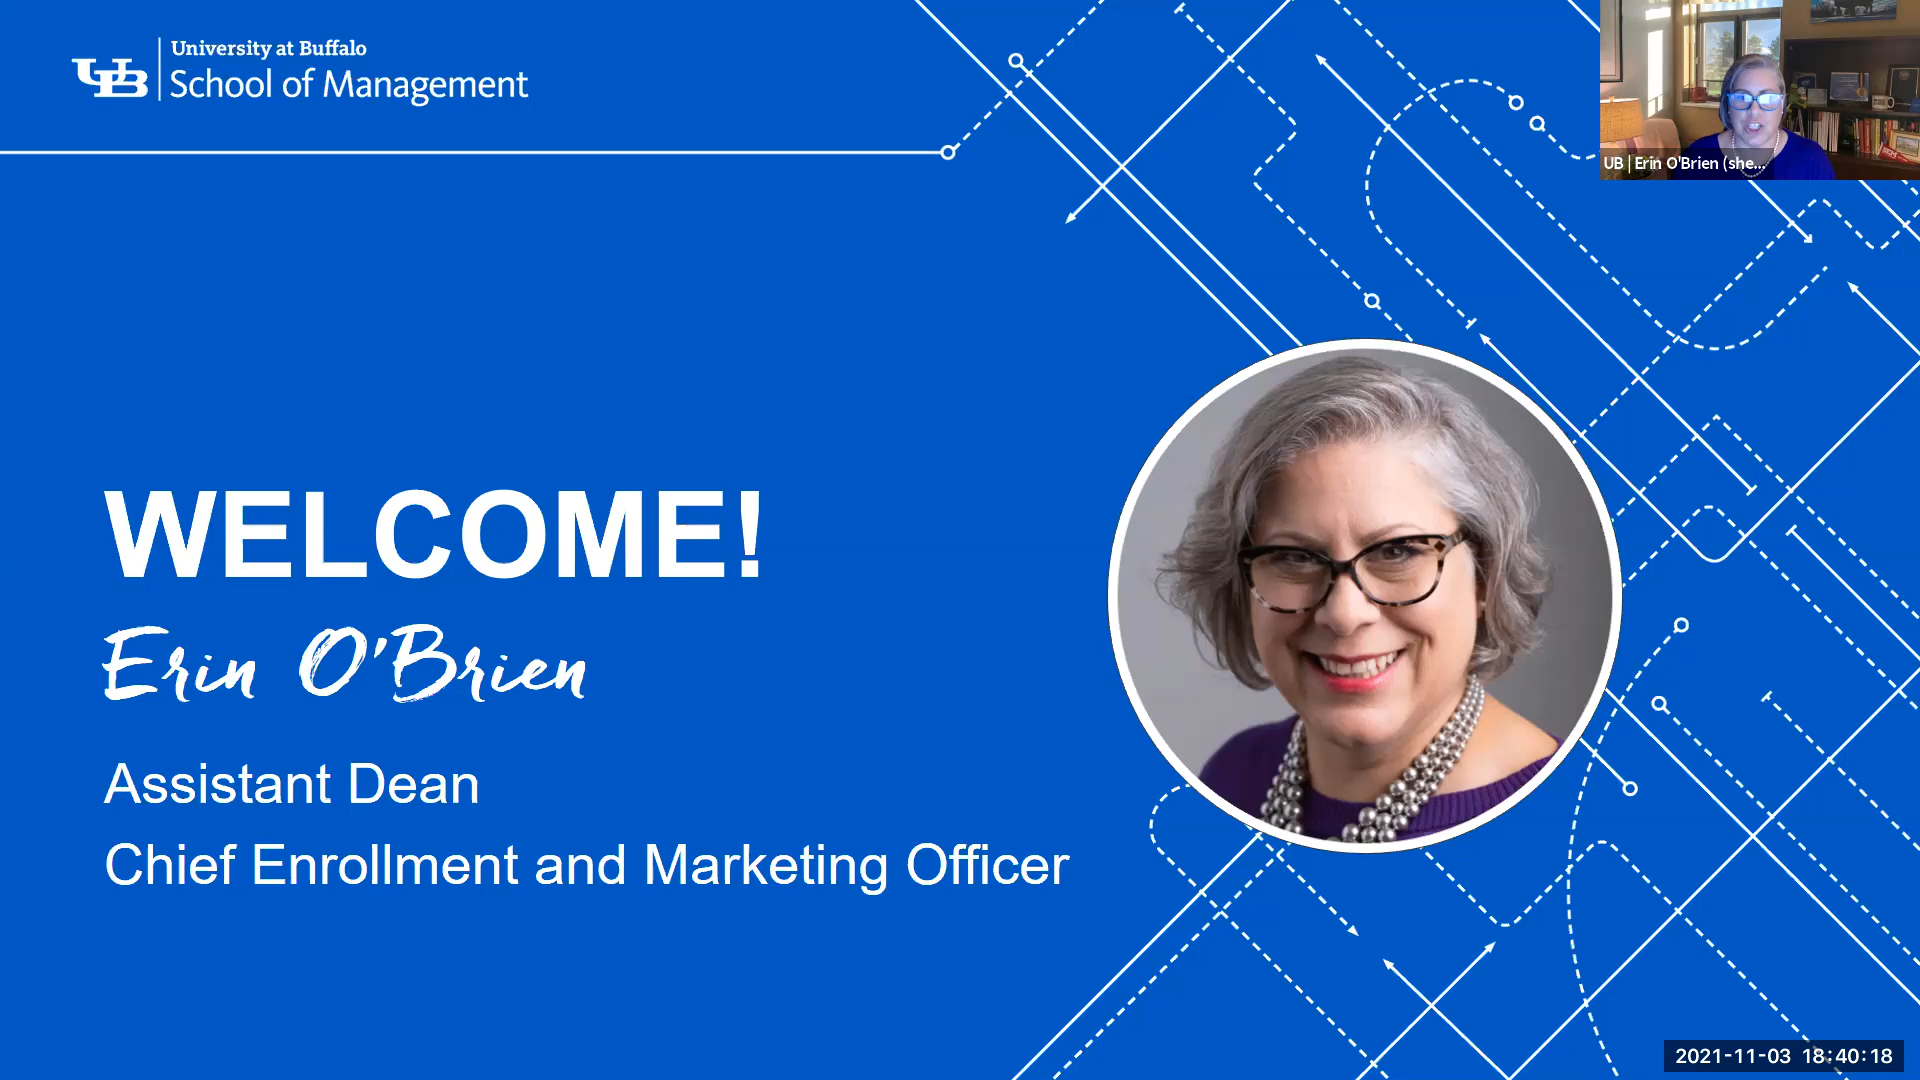 UB
University at Buffalo
School of Management
UB | Erin O'Brien (she...
WELCOME!
Erin O'Brien
Assistant Dean
Chief Enrollment and Marketing Officer
2021-11-03 18:40:18